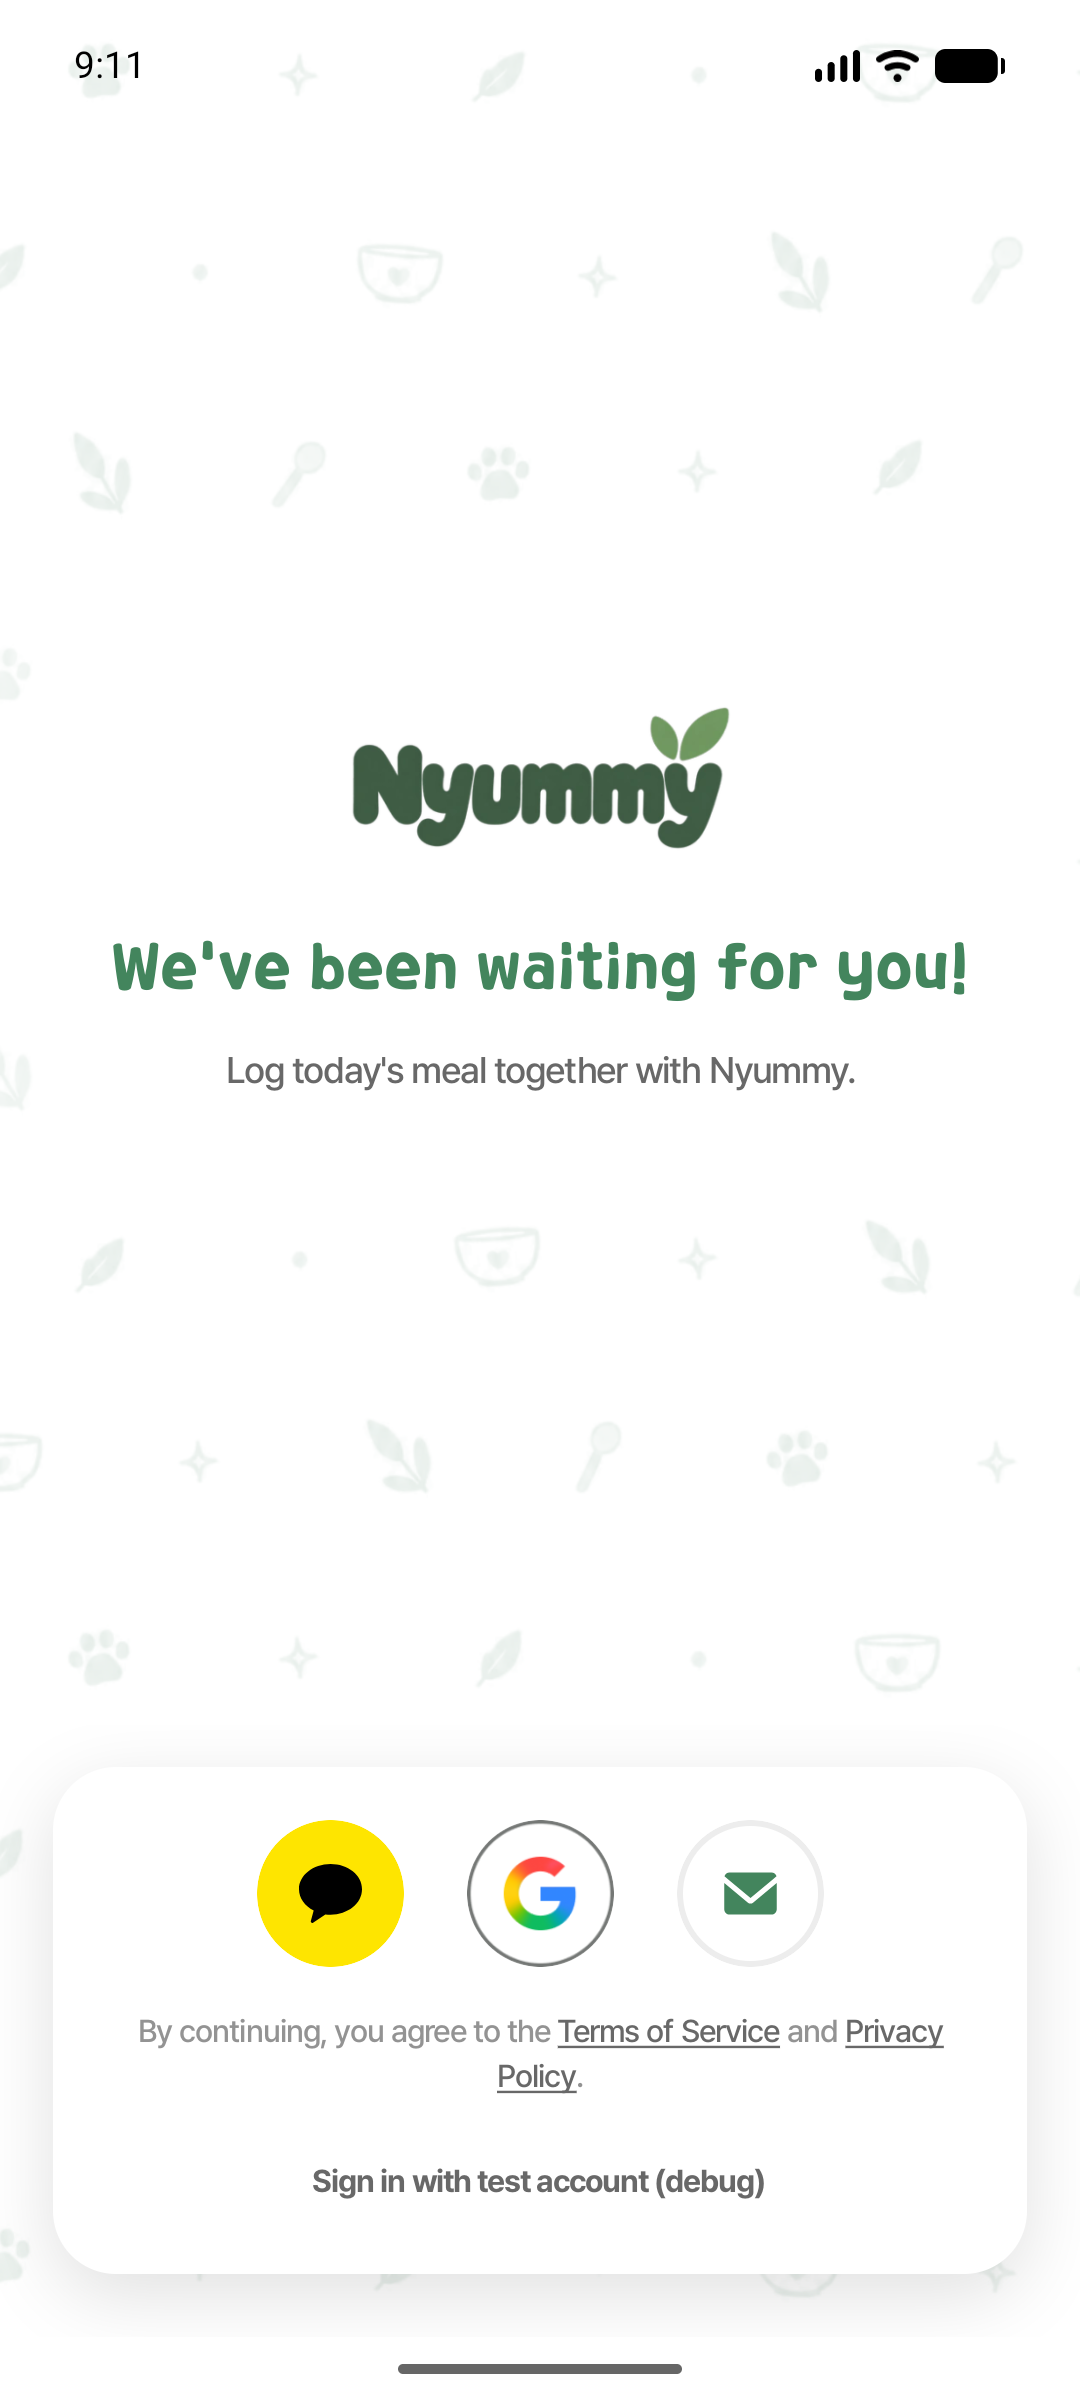 9:11
Nyummy
We've been waiting for you!
Log today's meal together with Nyummy.
By continuing, you agree to the Terms of Service and Privacy
Policy.
Sign in with test account (debug)